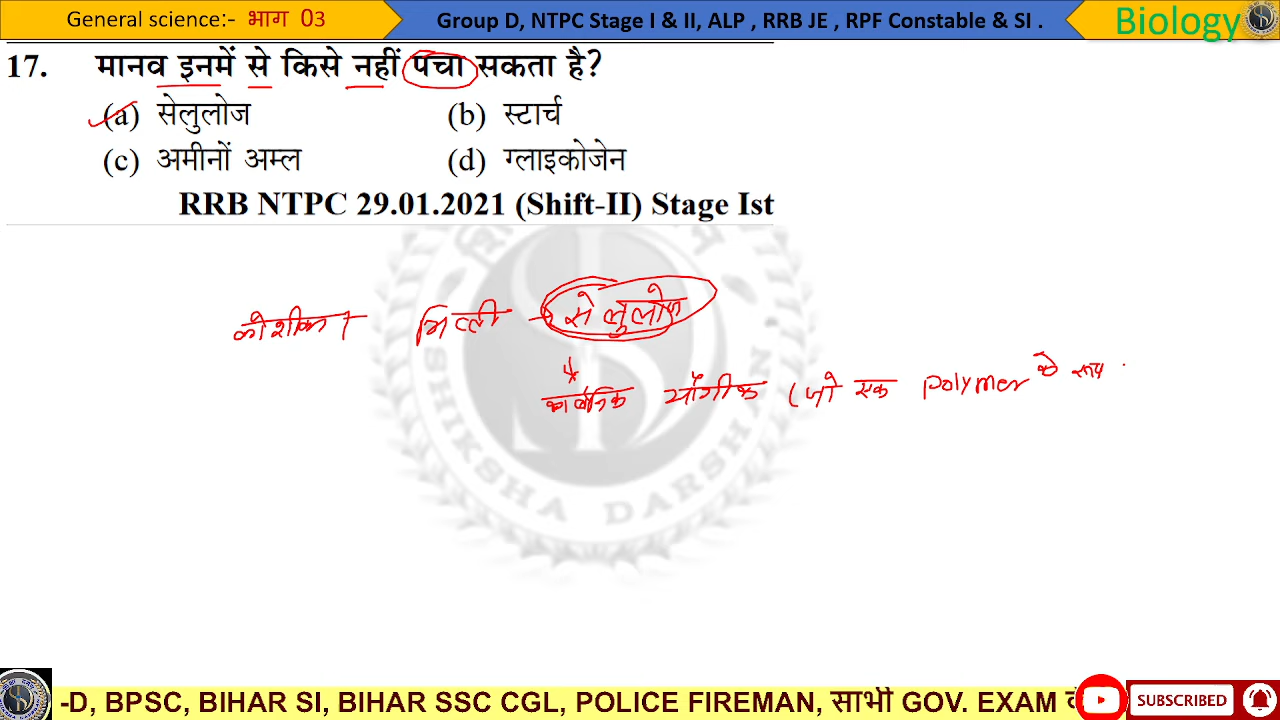 General science:- भाग 03
Group D, NTPC Stage I & II, ALP , RRB JE , RPF Constable & SI .
Biology
17. मानव इनमें से किसे नहीं पचा सकता है?
(a) सेलुलोज (b) स्टार्च
(c) अमीनों अम्ल (d) ग्लाइकोजेन
RRB NTPC 29.01.2021 (Shift-II) Stage Ist
कोशीका भित्ती → सेलुलोज
कार्बनिक यौगीक (जो एक polymer के रूप
SHIKSHA DARSHAN
-D, BPSC, BIHAR SI, BIHAR SSC CGL, POLICE FIREMAN, साभी GOV. EXAM
SUBSCRIBED